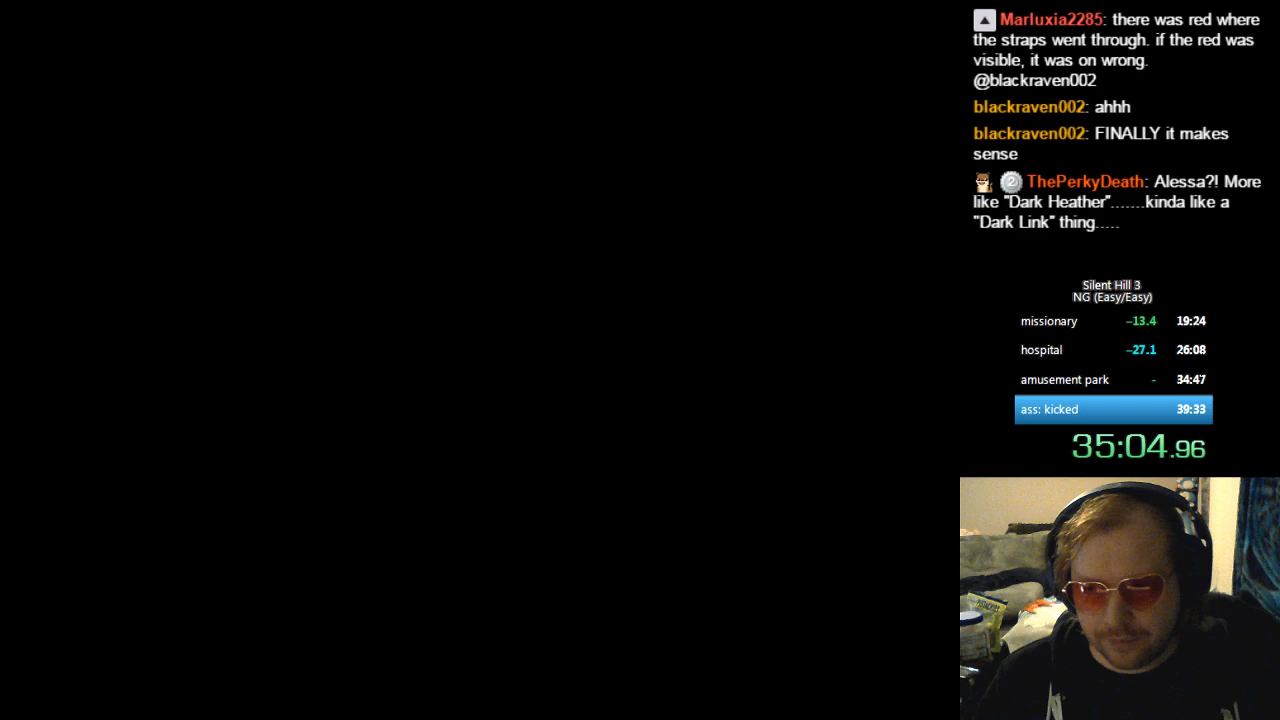 Marluxia2285: there was red where
the straps went through. if the red was
visible, it was on wrong.
@blackraven002
blackraven002: ahhh
blackraven002: FINALLY it makes
sense
2 ThePerkyDeath: Alessa?! More
like "Dark Heather".......kinda like a
"Dark Link" thing.....
Silent Hill 3
NG (Easy/Easy)
missionary -13.4 19:24
hospital -27.1 26:08
amusement park - 34:47
ass: kicked 39:33
35:04.96